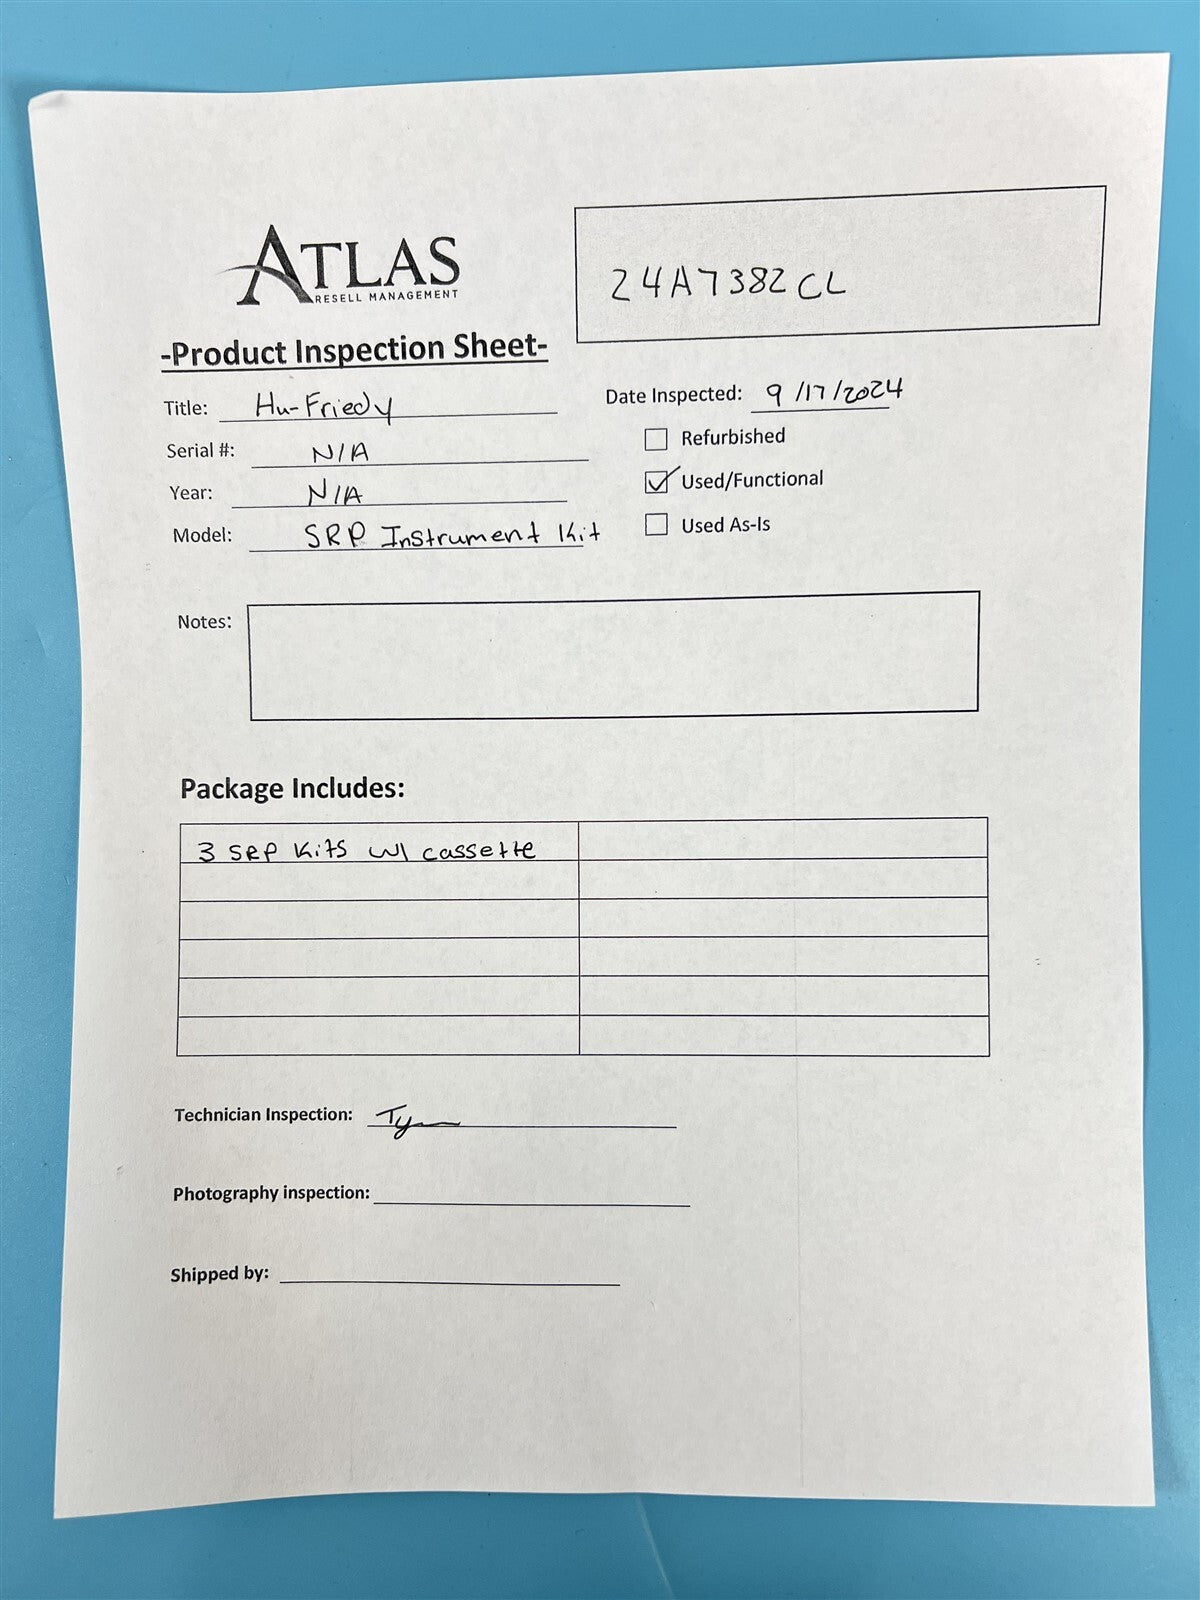 ATLAS
RESELL MANAGEMENT
24A7382CL
-Product Inspection Sheet-
Title: Hu-Friedy
Date Inspected: 9/17/2024
Serial #: N/A
Refurbished
Year: N/A
Used/Functional
Model: SRP Instrument Kit
Used As-Is
Notes:
Package Includes:
3 SRP Kits w/ cassette
Technician Inspection:
Photography inspection:
Shipped by: